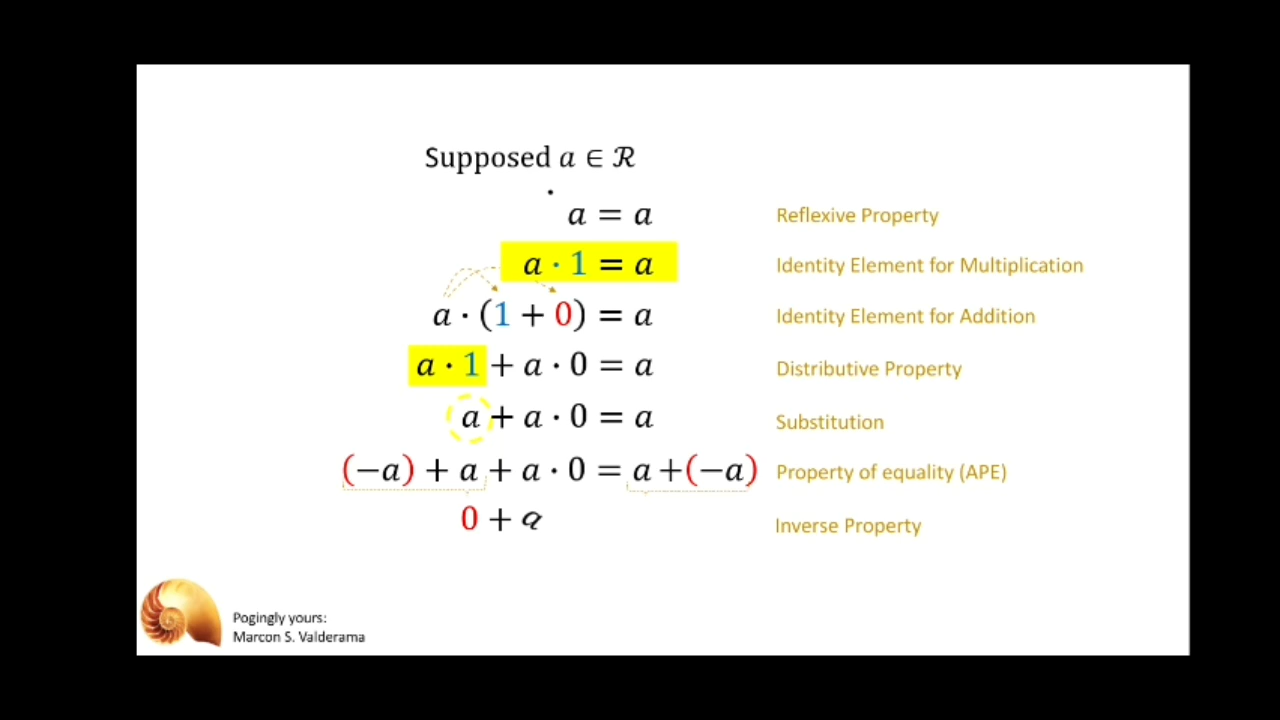 Supposed a ∈ ℛ
a = a Reflexive Property
a · 1 = a Identity Element for Multiplication
a · (1 + 0) = a Identity Element for Addition
a · 1 + a · 0 = a Distributive Property
a + a · 0 = a Substitution
(−a) + a + a · 0 = a +(−a) Property of equality (APE)
0 + a Inverse Property
Pogingly yours:
Marcon S. Valderama